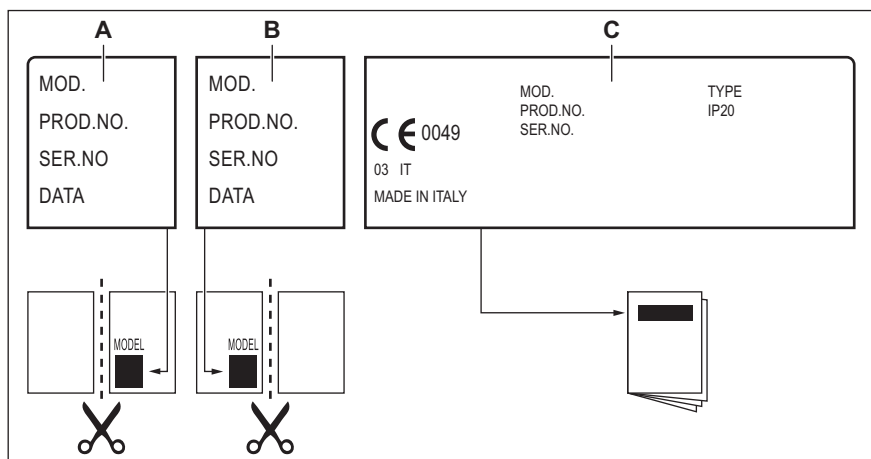 A
B
C
MOD.
PROD.NO.
SER.NO
DATA
MOD.
PROD.NO.
SER.NO
DATA
MOD.
PROD.NO.
SER.NO.
TYPE
IP20
CE 0049
03 IT
MADE IN ITALY
MODEL
MODEL